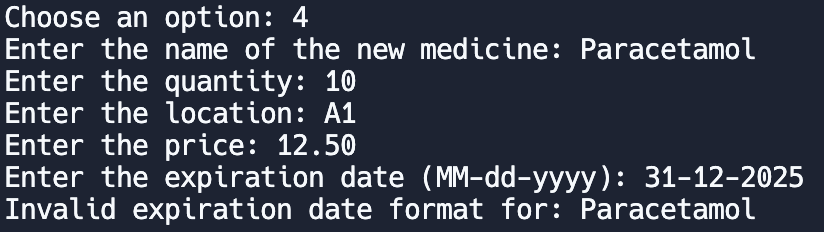 Choose an option: 4
Enter the name of the new medicine: Paracetamol
Enter the quantity: 10
Enter the location: A1
Enter the price: 12.50
Enter the expiration date (MM-dd-yyyy): 31-12-2025
Invalid expiration date format for: Paracetamol